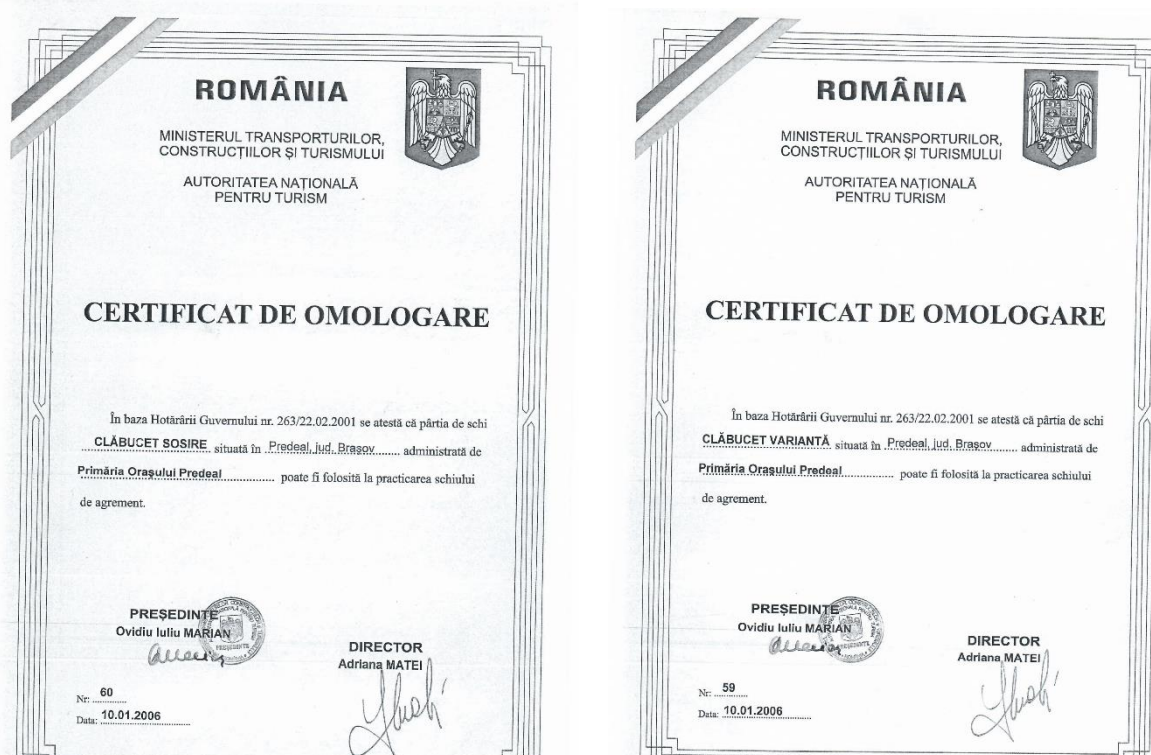 ROMÂNIA
MINISTERUL TRANSPORTURILOR,
CONSTRUCȚIILOR ȘI TURISMULUI
AUTORITATEA NAȚIONALĂ
PENTRU TURISM
CERTIFICAT DE OMOLOGARE
În baza Hotărârii Guvernului nr. 263/22.02.2001 se atestă că pârtia de schi
CLĂBUCET SOSIRE situată în Predeal, jud. Brașov administrată de
Primăria Orașului Predeal poate fi folosită la practicarea schiului
de agrement.
PREȘEDINTE
Ovidiu Iuliu MARIAN
PREȘEDINTE
DIRECTOR
Adriana MATEI
Nr: 60
Data: 10.01.2006
ROMÂNIA
MINISTERUL TRANSPORTURILOR,
CONSTRUCȚIILOR ȘI TURISMULUI
AUTORITATEA NAȚIONALĂ
PENTRU TURISM
CERTIFICAT DE OMOLOGARE
În baza Hotărârii Guvernului nr. 263/22.02.2001 se atestă că pârtia de schi
CLĂBUCET VARIANTĂ situată în Predeal, jud. Brașov administrată de
Primăria Orașului Predeal poate fi folosită la practicarea schiului
de agrement.
PREȘEDINTE
Ovidiu Iuliu MARIAN
PREȘEDINTE
DIRECTOR
Adriana MATEI
Nr: 59
Data: 10.01.2006